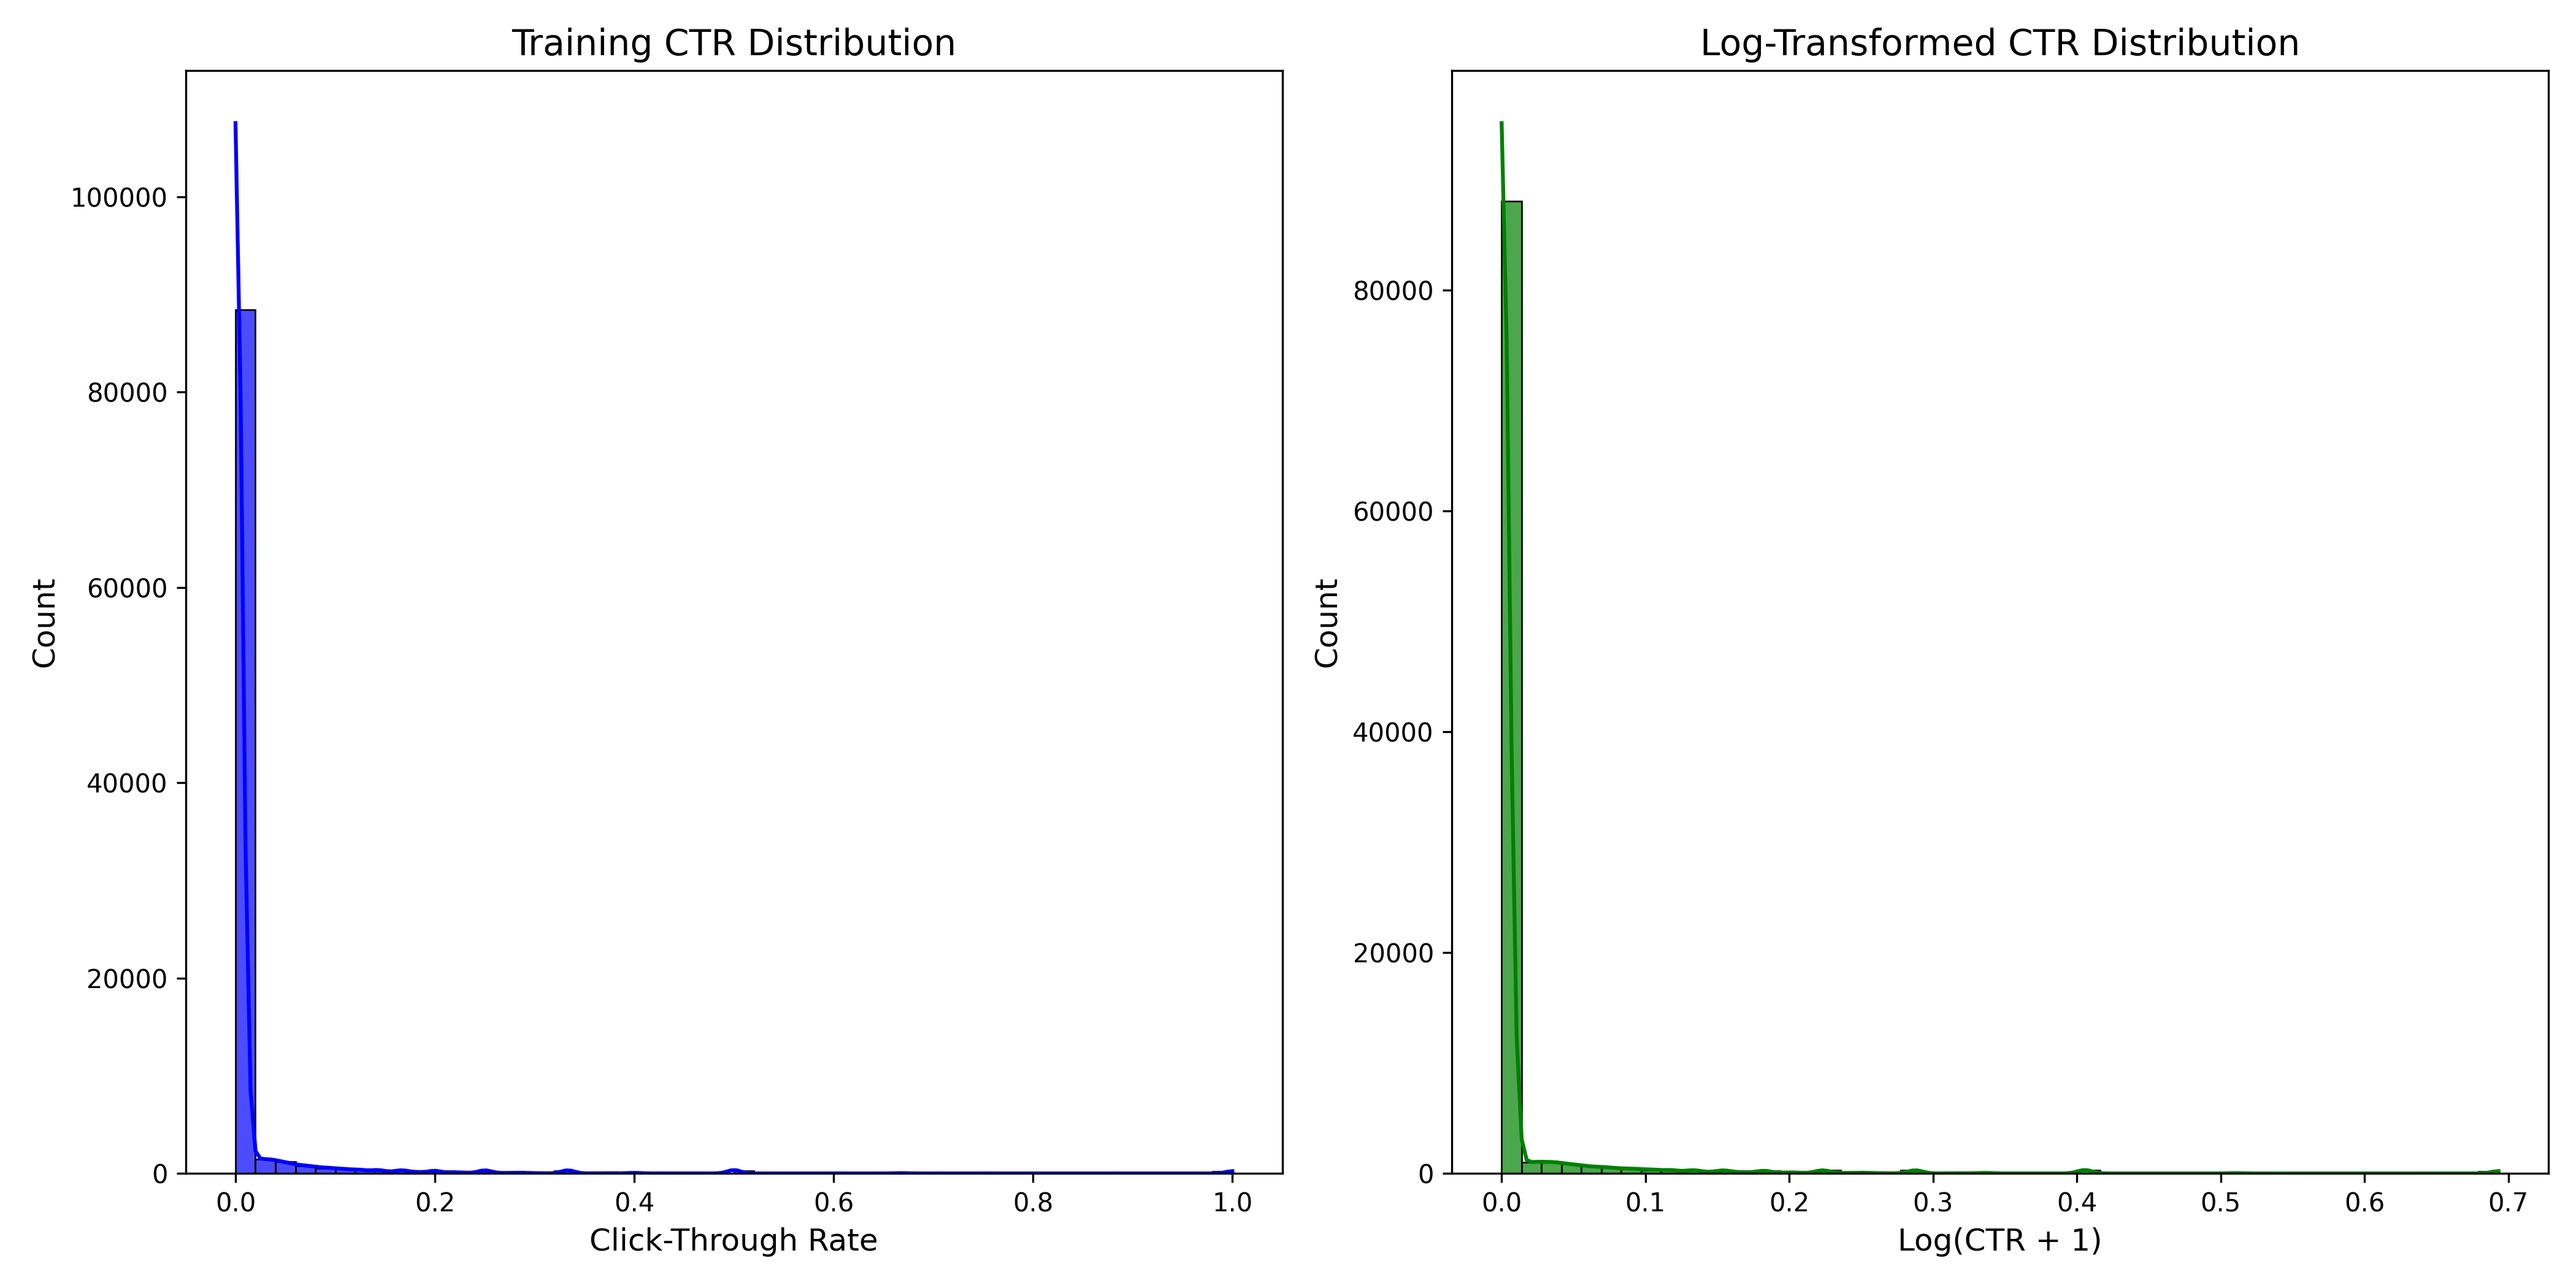 Training CTR Distribution
100000
80000
60000
40000
20000
0
Count
0.0 0.2 0.4 0.6 0.8 1.0
Click-Through Rate
Log-Transformed CTR Distribution
80000
60000
40000
20000
0
Count
0.0 0.1 0.2 0.3 0.4 0.5 0.6 0.7
Log(CTR + 1)